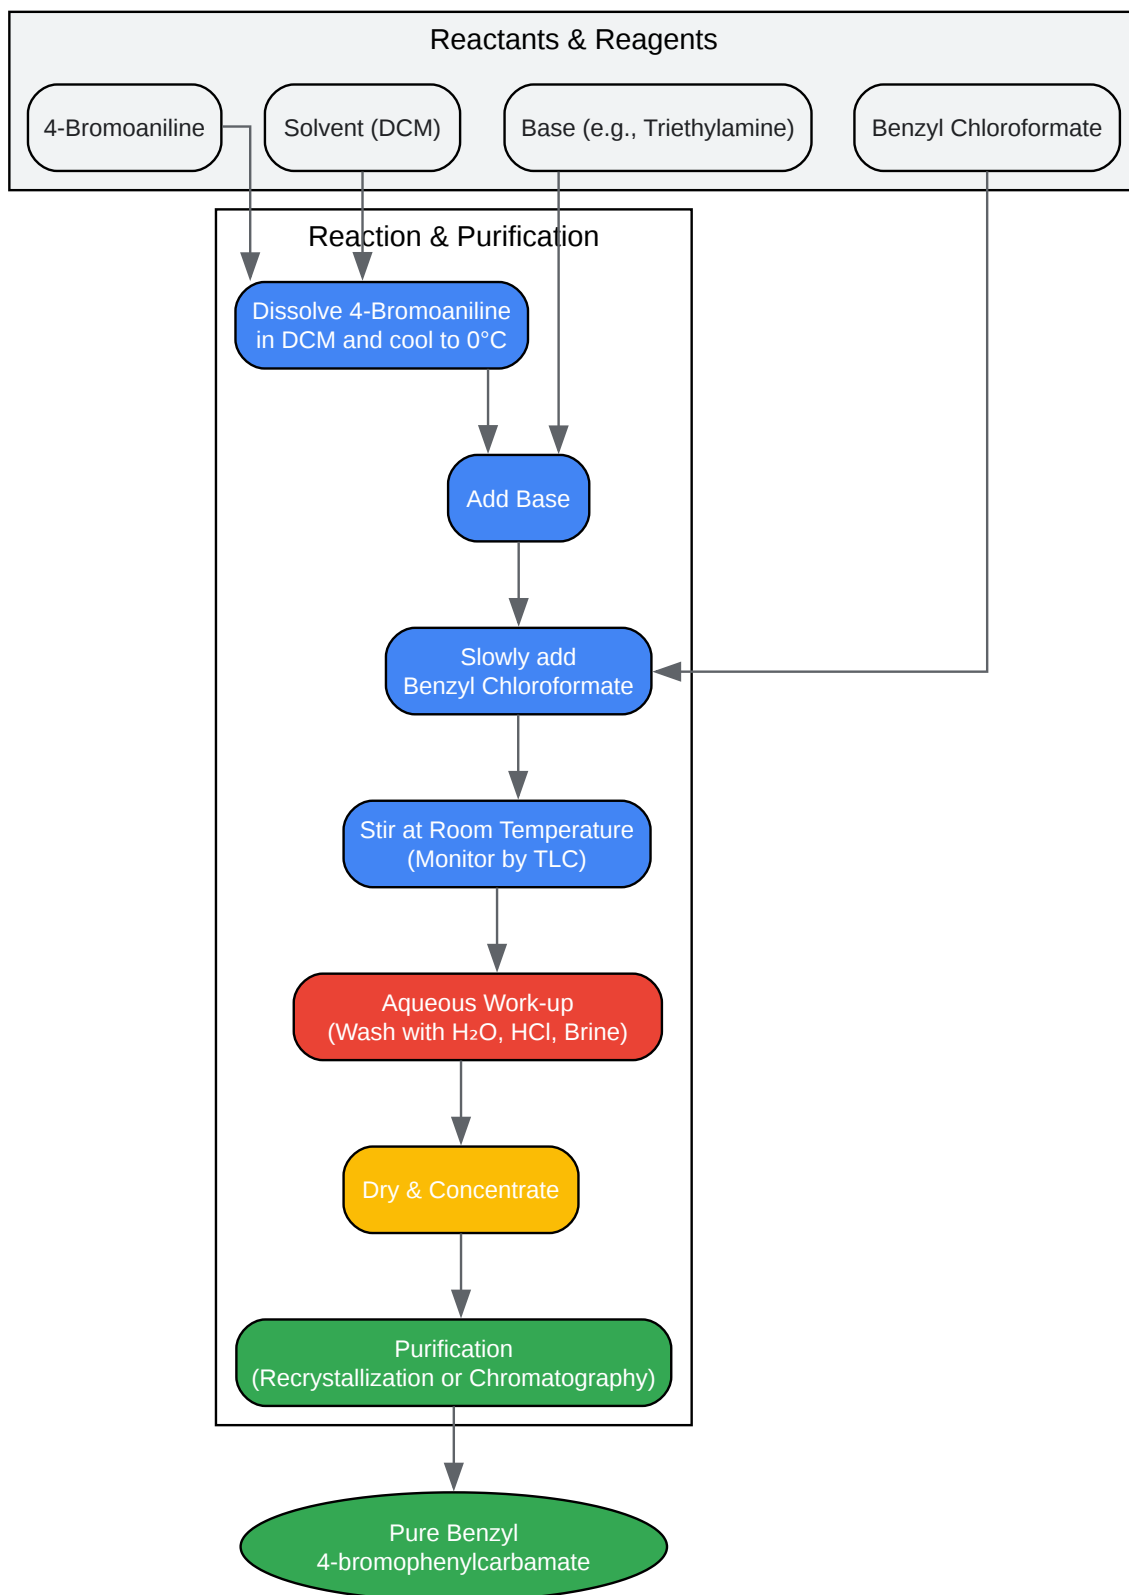 Reactants & Reagents
4-Bromoaniline
Solvent (DCM)
Base (e.g., Triethylamine)
Benzyl Chloroformate
Reaction & Purification
Dissolve 4-Bromoaniline
in DCM and cool to 0°C
Add Base
Slowly add
Benzyl Chloroformate
Stir at Room Temperature
(Monitor by TLC)
Aqueous Work-up
(Wash with H₂O, HCl, Brine)
Dry & Concentrate
Purification
(Recrystallization or Chromatography)
Pure Benzyl
4-bromophenylcarbamate